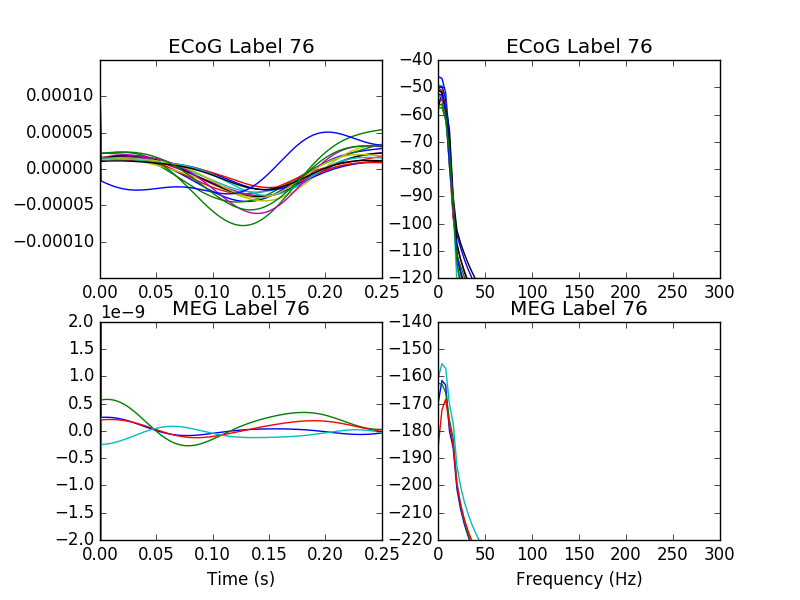 ECoG Label 76
0.00010
0.00005
0.00000
−0.00005
−0.00010
0.00 0.05 0.10 0.15 0.20 0.25
ECoG Label 76
−40
−50
−60
−70
−80
−90
−100
−110
−120
0 50 100 150 200 250 300
MEG Label 76
1e−9
2.0
1.5
1.0
0.5
0.0
−0.5
−1.0
−1.5
−2.0
0.00 0.05 0.10 0.15 0.20 0.25
Time (s)
MEG Label 76
−140
−150
−160
−170
−180
−190
−200
−210
−220
0 50 100 150 200 250 300
Frequency (Hz)